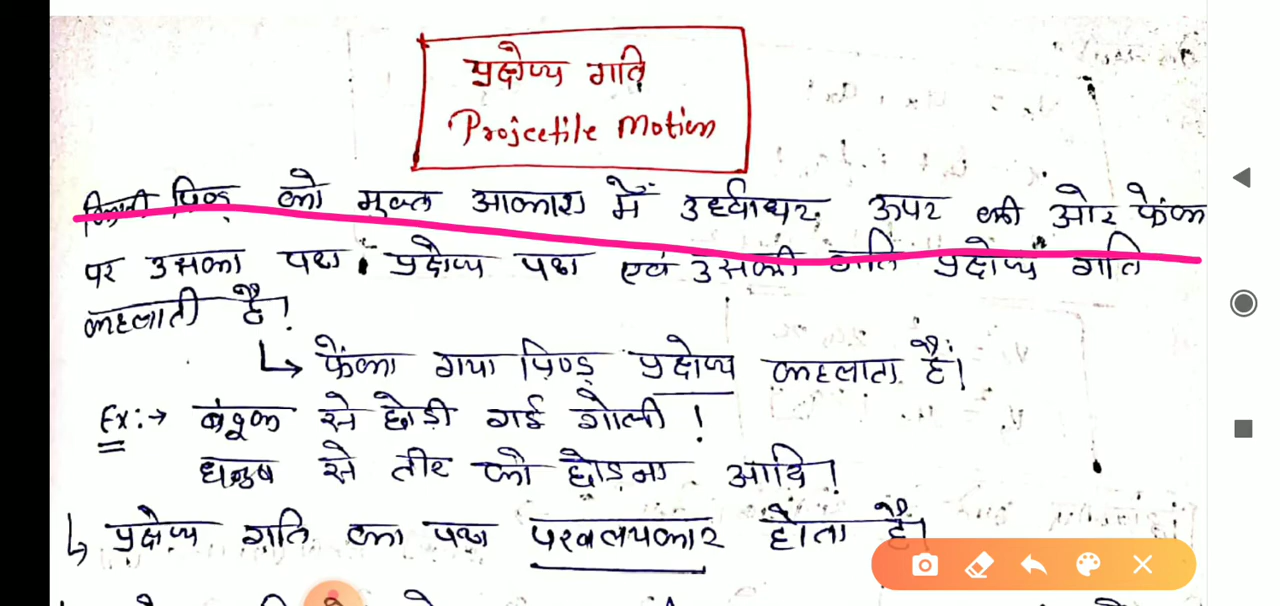 प्रक्षेप्य गति
Projcetile Motion
किसी पिण्ड को मुक्त आकाश में उर्ध्वाधर ऊपर की ओर फेंकने
पर उसका पथ प्रक्षेप्य पथ एवं उसकी गति प्रक्षेप्य गति
कहलाती है!
↳ फेंका गया पिण्ड प्रक्षेप्य कहलाता हैं।
Ex:→ बंदूक से छोड़ी गई गोली !
धनुष से तीर को छोड़ना आदि!
↳ प्रक्षेप्य गति का पथ परवलयकार होता है।